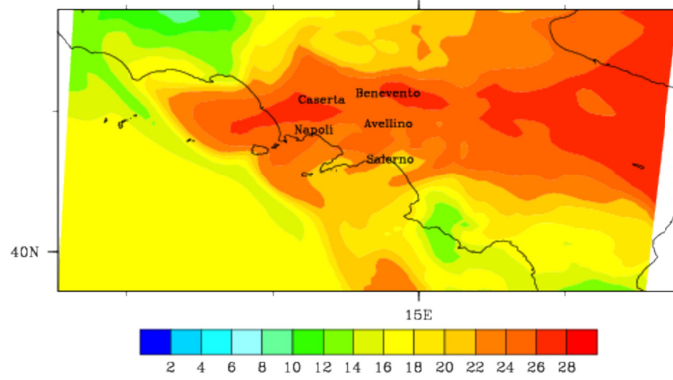 Benevento
Caserta
Avellino
Napoli
Salerno
40N
15E
2 4 6 8 10 12 14 16 18 20 22 24 26 28